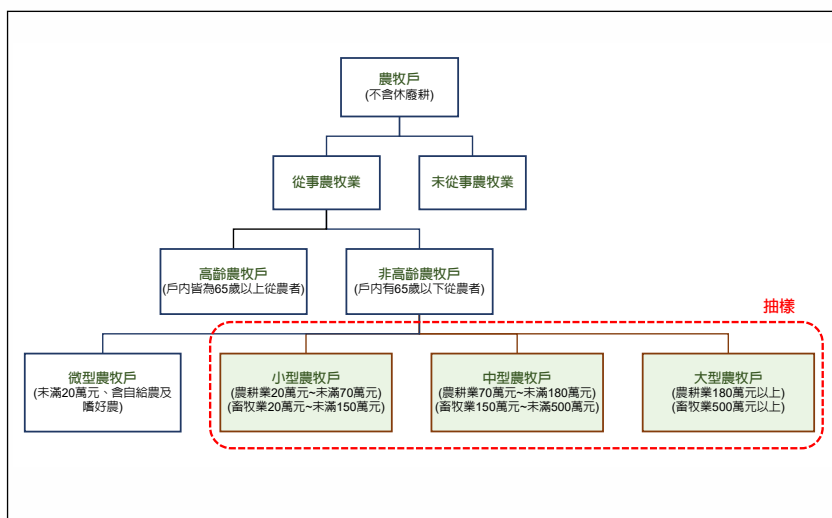 農牧戶
(不含休廢耕)
從事農牧業
未從事農牧業
高齡農牧戶
(戶內皆為65歲以上從農者)
非高齡農牧戶
(戶內有65歲以下從農者)
抽樣
微型農牧戶
(未滿20萬元、含自給農及
嗜好農)
小型農牧戶
(農耕業20萬元~未滿70萬元)
(畜牧業20萬元~未滿150萬元)
中型農牧戶
(農耕業70萬元~未滿180萬元)
(畜牧業150萬元~未滿500萬元)
大型農牧戶
(農耕業180萬元以上)
(畜牧業500萬元以上)